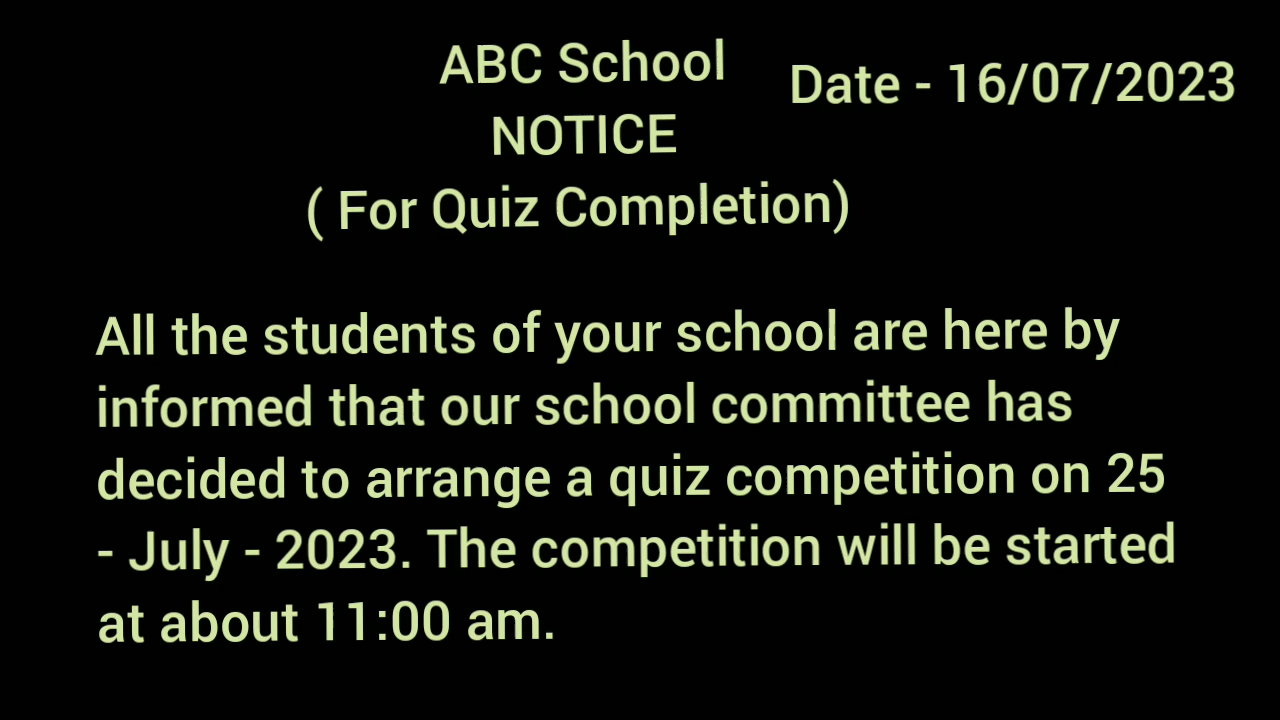 ABC School
Date - 16/07/2023
NOTICE
( For Quiz Completion)
All the students of your school are here by
informed that our school committee has
decided to arrange a quiz competition on 25
- July - 2023. The competition will be started
at about 11:00 am.